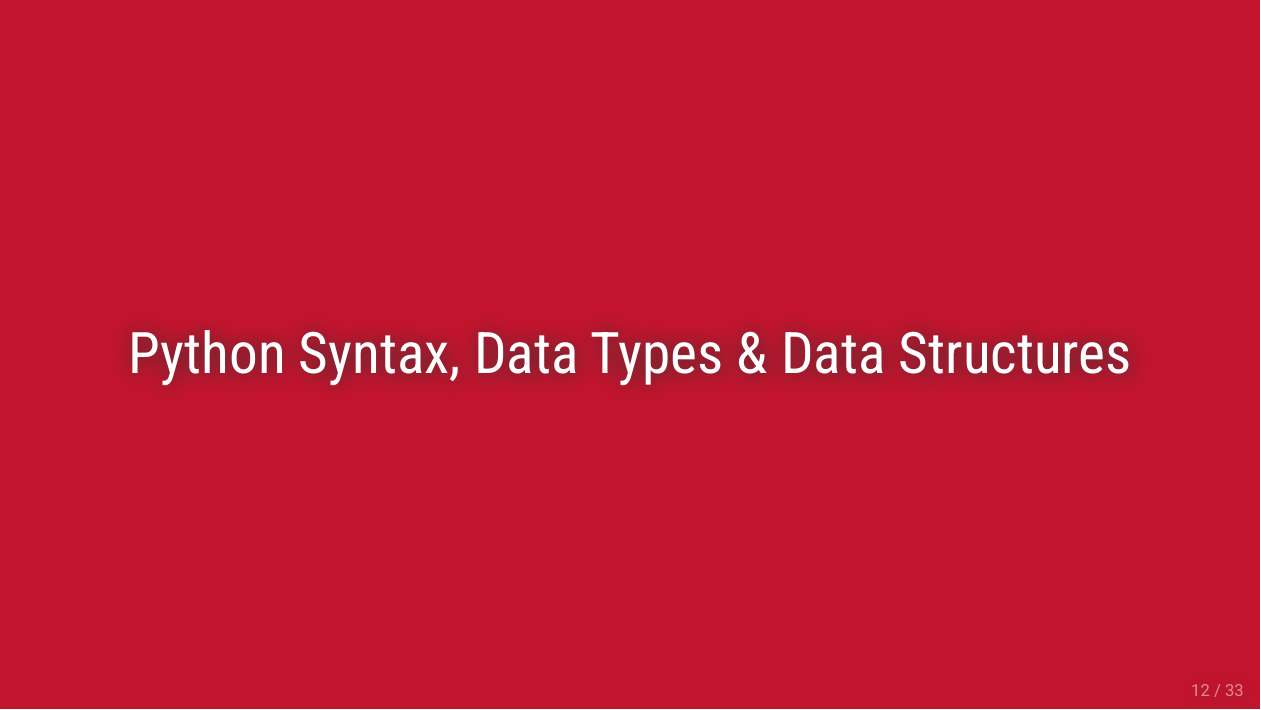 Python Syntax, Data Types & Data Structures
12 / 33